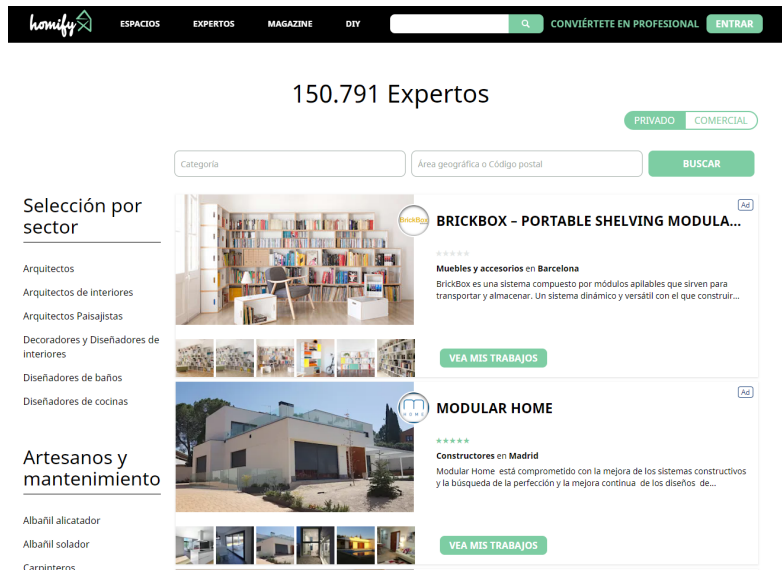 homify
ESPACIOS
EXPERTOS
MAGAZINE
DIY
CONVIÉRTETE EN PROFESIONAL
ENTRAR
150.791 Expertos
PRIVADO
COMERCIAL
Categoría
Área geográfica o Código postal
BUSCAR
Selección por
sector
Arquitectos
Arquitectos de interiores
Arquitectos Paisajistas
Decoradores y Diseñadores de
interiores
Diseñadores de baños
Diseñadores de cocinas
Artesanos y
mantenimiento
Albañil alicatador
Albañil solador
Carpinteros
Ad
BrickBox
BRICKBOX – PORTABLE SHELVING MODULA...
Muebles y accesorios en Barcelona
BrickBox es una sistema compuesto por módulos apilables que sirven para
transportar y almacenar. Un sistema dinámico y versátil con el que construir...
VEA MIS TRABAJOS
Ad
HOME
MODULAR HOME
Constructores en Madrid
Modular Home está comprometido con la mejora de los sistemas constructivos
y la búsqueda de la perfección y la mejora continua de los diseños de...
VEA MIS TRABAJOS